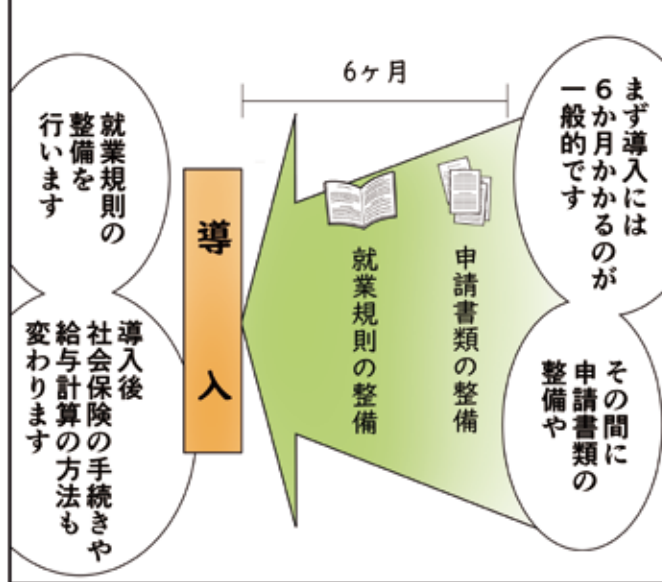 まず導入には
６か月かかるのが
一般的です
その間に
申請書類の
整備や
6ヶ月
申請書類の整備
就業規則の整備
導入
就業規則の
整備を
行います
導入後
社会保険の手続きや
給与計算の方法も
変わります